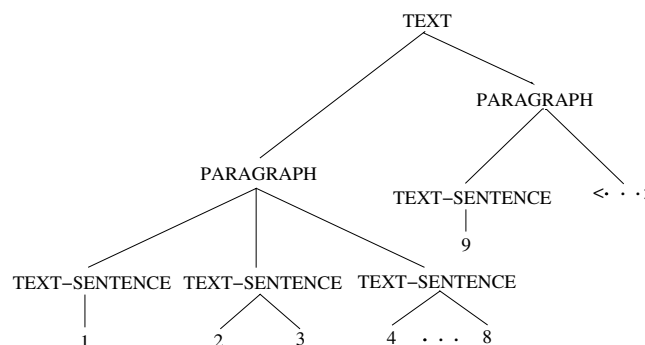 TEXT
PARAGRAPH
PARAGRAPH
TEXT–SENTENCE <· · ·
9
TEXT–SENTENCE TEXT–SENTENCE TEXT–SENTENCE
1 2 3 4 · · · 8